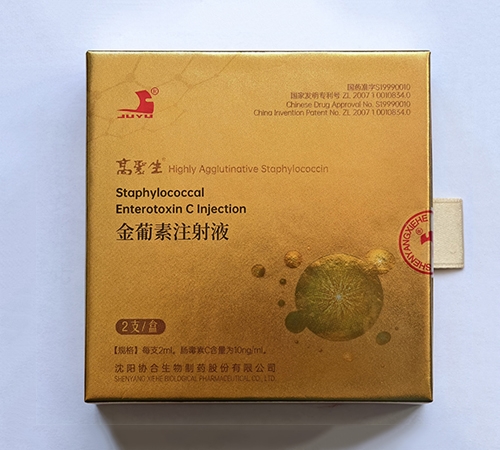 JUYU®
国药准字S19990010
国家发明专利号 ZL 2007 1 0010834.0
Chinese Drug Approval No. S19990010
China Invention Patent No. ZL 2007 1 0010834.0
高聚生® Highly Agglutinative Staphylococcin
Staphylococcal
Enterotoxin C Injection
金葡素注射液
2支/盒
【规格】每支2ml，肠毒素C含量为10ng/ml。
沈阳协合生物制药股份有限公司
SHENYANG XIEHE BIOLOGICAL PHARMACEUTICAL CO., LTD.
SHENYANGXIEHE